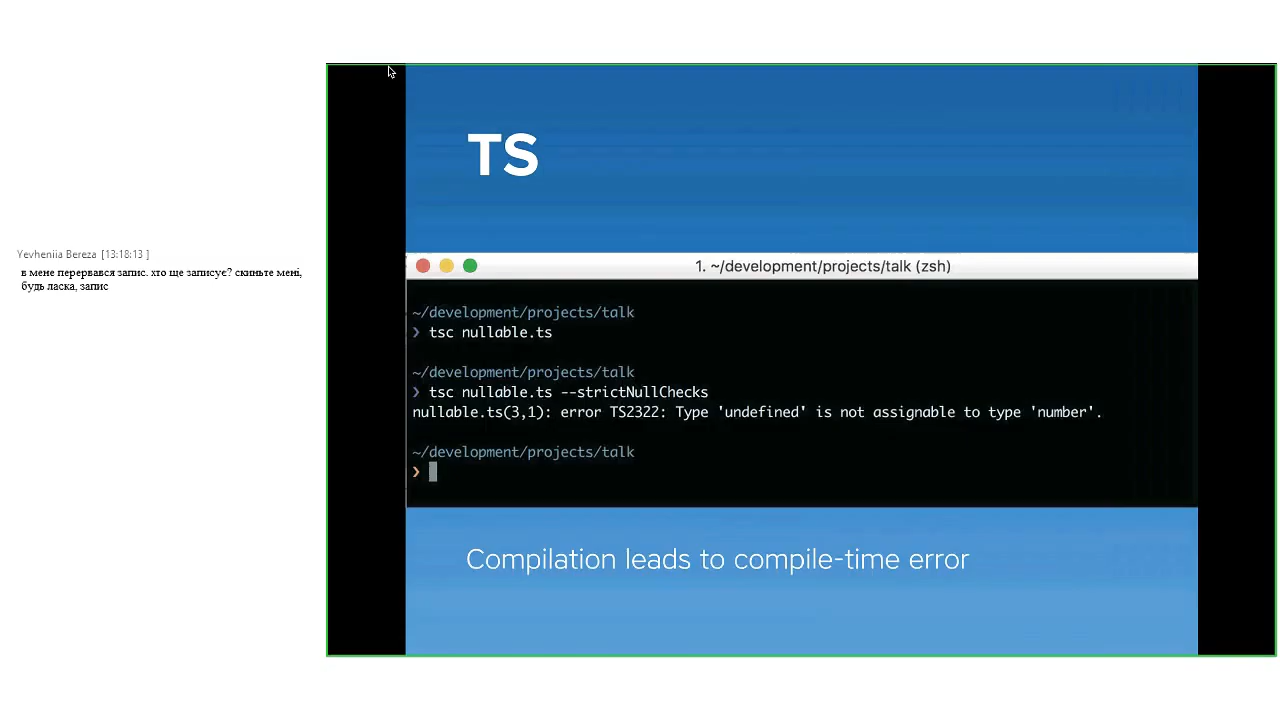 Yevheniia Bereza [13:18:13 ]
в мене перервався запис. хто ще записує? скиньте мені,
будь ласка, запис
TS
1. ~/development/projects/talk (zsh)
~/development/projects/talk
❯ tsc nullable.ts
~/development/projects/talk
❯ tsc nullable.ts --strictNullChecks
nullable.ts(3,1): error TS2322: Type 'undefined' is not assignable to type 'number'.
~/development/projects/talk
❯
Compilation leads to compile-time error